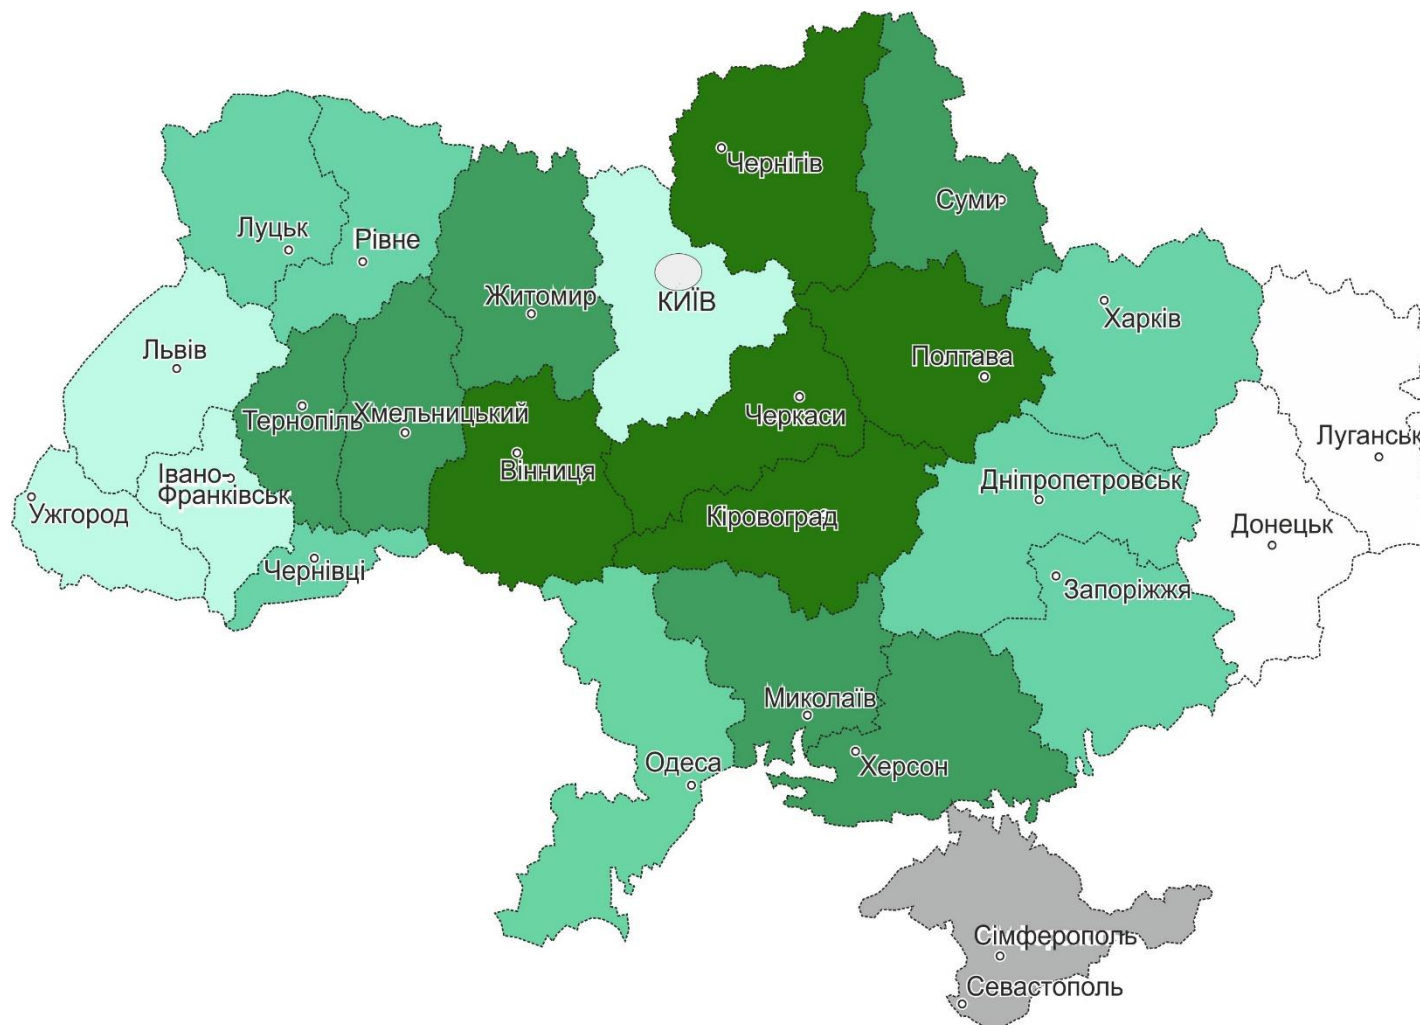 Чернігів
Суми
Луцьк
Рівне
Житомир
КИЇВ
Харків
Львів
Полтава
Тернопіль
Хмельницький
Черкаси
Луганськ
Вінниця
Івано-
Франківськ
Дніпропетровськ
Ужгород
Кіровоград
Донецьк
Чернівці
Запоріжжя
Миколаїв
Одеса
Херсон
Сімферополь
Севастополь